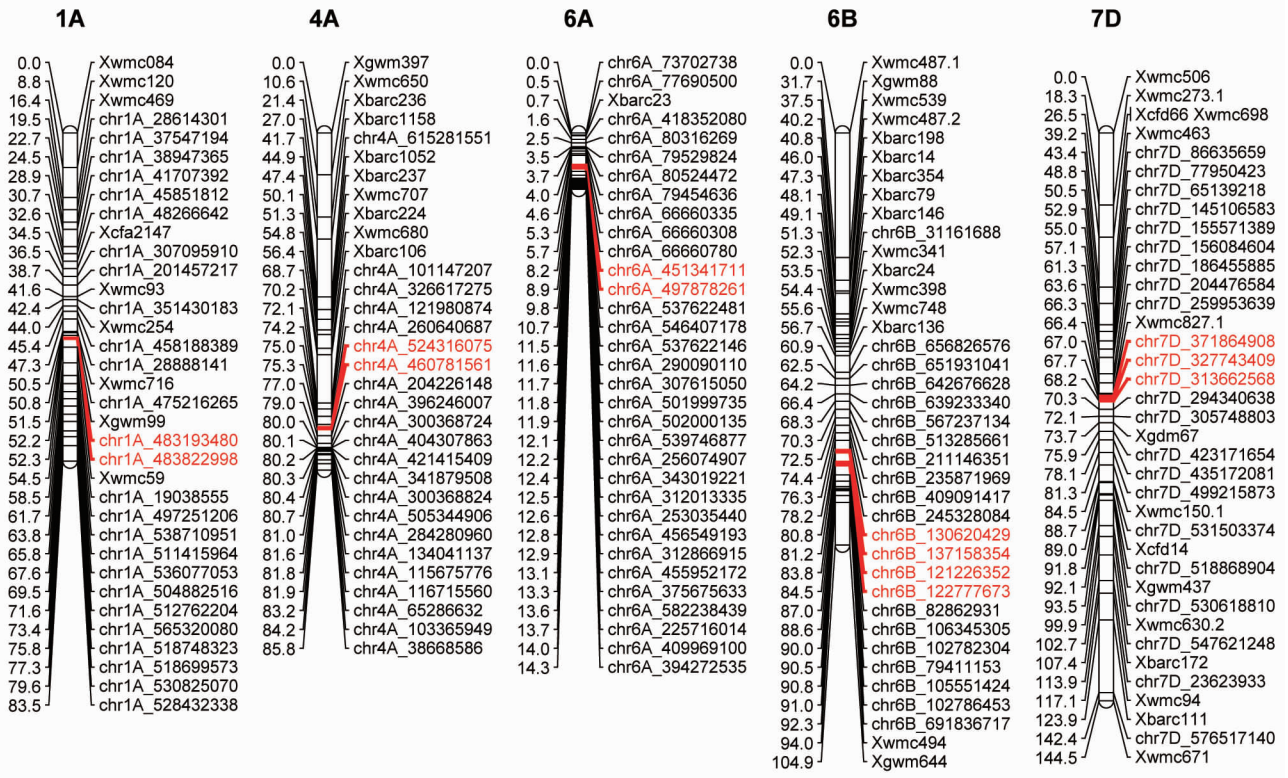 1A
0.0 Xwmc084
8.8 Xwmc120
16.4 Xwmc469
19.5 chr1A_28614301
22.7 chr1A_37547194
24.5 chr1A_38947365
28.9 chr1A_41707392
30.7 chr1A_45851812
32.6 chr1A_48266642
34.5 Xcfa2147
36.5 chr1A_307095910
38.7 chr1A_201457217
41.6 Xwmc93
42.4 chr1A_351430183
44.0 Xwmc254
45.4 chr1A_458188389
47.3 chr1A_28888141
50.5 Xwmc716
50.8 chr1A_475216265
51.5 Xgwm99
52.2 chr1A_483193480
52.3 chr1A_483822998
54.5 Xwmc59
58.5 chr1A_19038555
61.7 chr1A_497251206
63.8 chr1A_538710951
65.8 chr1A_511415964
67.6 chr1A_536077053
69.5 chr1A_504882516
71.6 chr1A_512762204
73.4 chr1A_565320080
75.8 chr1A_518748323
77.3 chr1A_518699573
79.6 chr1A_530825070
83.5 chr1A_528432338
4A
0.0 Xgwm397
10.6 Xwmc650
21.4 Xbarc236
27.0 Xbarc1158
41.7 chr4A_6152815​51
44.9 Xbarc1052
47.4 Xbarc237
50.1 Xwmc707
51.3 Xbarc224
54.8 Xwmc680
56.4 Xbarc106
68.7 chr4A_101147207
70.2 chr4A_326617275
72.1 chr4A_121980874
74.2 chr4A_260640687
75.0 chr4A_524316075
75.3 chr4A_460781561
77.0 chr4A_204226148
79.0 chr4A_306246007
80.0 chr4A_300368724
80.1 chr4A_404307863
80.2 chr4A_421415409
80.3 chr4A_341879508
80.4 chr4A_300368824
80.7 chr4A_505344906
81.0 chr4A_284280960
81.6 chr4A_134041137
81.8 chr4A_115675776
81.9 chr4A_116715560
83.2 chr4A_65286632
84.2 chr4A_103365949
85.8 chr4A_38668586
6A
0.0 chr6A_73702738
0.5 chr6A_77690500
0.7 Xbarc23
1.6 chr6A_418352080
2.5 chr6A_80316269
3.5 chr6A_79529824
3.7 chr6A_80524472
4.0 chr6A_79454636
4.6 chr6A_66660335
5.3 chr6A_66660308
5.7 chr6A_66660780
8.2 chr6A_451341711
8.9 chr6A_497878261
9.8 chr6A_537622481
10.7 chr6A_546407178
11.5 chr6A_537622146
11.6 chr6A_290090110
11.7 chr6A_307615050
11.8 chr6A_501999735
11.9 chr6A_502000135
12.1 chr6A_539746877
12.2 chr6A_256074907
12.4 chr6A_343019221
12.5 chr6A_312013335
12.6 chr6A_253035440
12.8 chr6A_456549193
12.9 chr6A_312866915
13.1 chr6A_455952172
13.3 chr6A_375675633
13.6 chr6A_582238439
13.7 chr6A_225716014
14.0 chr6A_409969100
14.3 chr6A_394272535
6B
0.0 Xwmc487.1
31.7 Xgwm88
37.5 Xwmc539
40.2 Xwmc487.2
40.8 Xbarc198
46.0 Xbarc14
47.3 Xbarc354
48.1 Xbarc79
49.1 Xbarc146
51.3 chr6B_31161688
52.3 Xwmc341
53.5 Xbarc24
54.4 Xwmc398
55.6 Xwmc748
56.7 Xbarc136
60.9 chr6B_656826576
62.5 chr6B_651931041
64.2 chr6B_642676628
66.4 chr6B_639233340
68.3 chr6B_567237134
70.3 chr6B_513285661
72.5 chr6B_211146351
74.4 chr6B_235871969
76.3 chr6B_409091417
78.2 chr6B_245328084
80.8 chr6B_130620429
81.2 chr6B_137158354
83.8 chr6B_121226352
84.5 chr6B_122777673
87.0 chr6B_82862931
88.6 chr6B_106345305
90.0 chr6B_102782304
90.5 chr6B_79411153
90.8 chr6B_105551424
91.0 chr6B_102786453
92.3 chr6B_691836717
94.0 Xwmc494
104.9 Xgwm644
7D
0.0 Xwmc506
18.3 Xwmc273.1
26.5 Xcfd66 Xwmc698
39.2 Xwmc463
43.4 chr7D_86635659
48.8 chr7D_77950423
50.5 chr7D_65139218
52.9 chr7D_145106583
55.0 chr7D_155571389
57.1 chr7D_156084604
61.3 chr7D_186455885
63.6 chr7D_204476584
66.3 chr7D_259953639
66.4 Xwmc827.1
67.0 chr7D_371864908
67.7 chr7D_327743409
68.2 chr7D_313662568
70.3 chr7D_294340638
72.1 chr7D_305748803
73.7 Xgdm67
75.9 chr7D_423171654
78.1 chr7D_435172081
81.3 chr7D_499215873
84.5 Xwmc150.1
88.7 chr7D_531503374
89.0 Xcfd14
91.8 chr7D_518868904
92.1 Xgwm437
93.5 chr7D_530618810
99.9 Xwmc630.2
102.7 chr7D_547621248
107.4 Xbarc172
113.9 chr7D_23623933
117.1 Xwmc94
123.9 Xbarc111
142.4 chr7D_576517140
144.5 Xwmc671